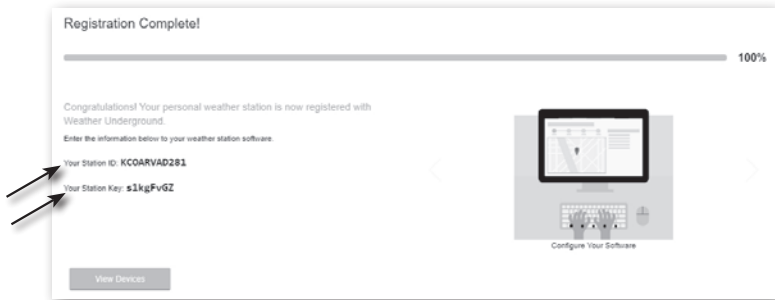 Registration Complete!
100%
Congratulations! Your personal weather station is now registered with
Weather Underground.
Enter the information below to your weather station software.
Your Station ID: KCOARVAD281
Your Station Key: s1kgFvGZ
Configure Your Software
View Devices